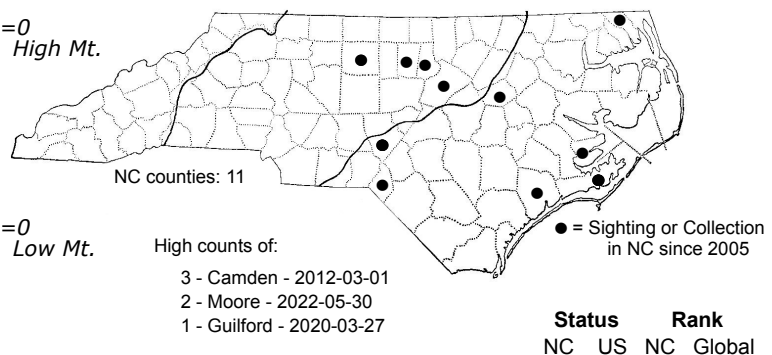 =0
High Mt.
NC counties: 11
=0
Low Mt.
High counts of:
3 - Camden - 2012-03-01
2 - Moore - 2022-05-30
1 - Guilford - 2020-03-27
● = Sighting or Collection
in NC since 2005
Status Rank
NC US NC Global